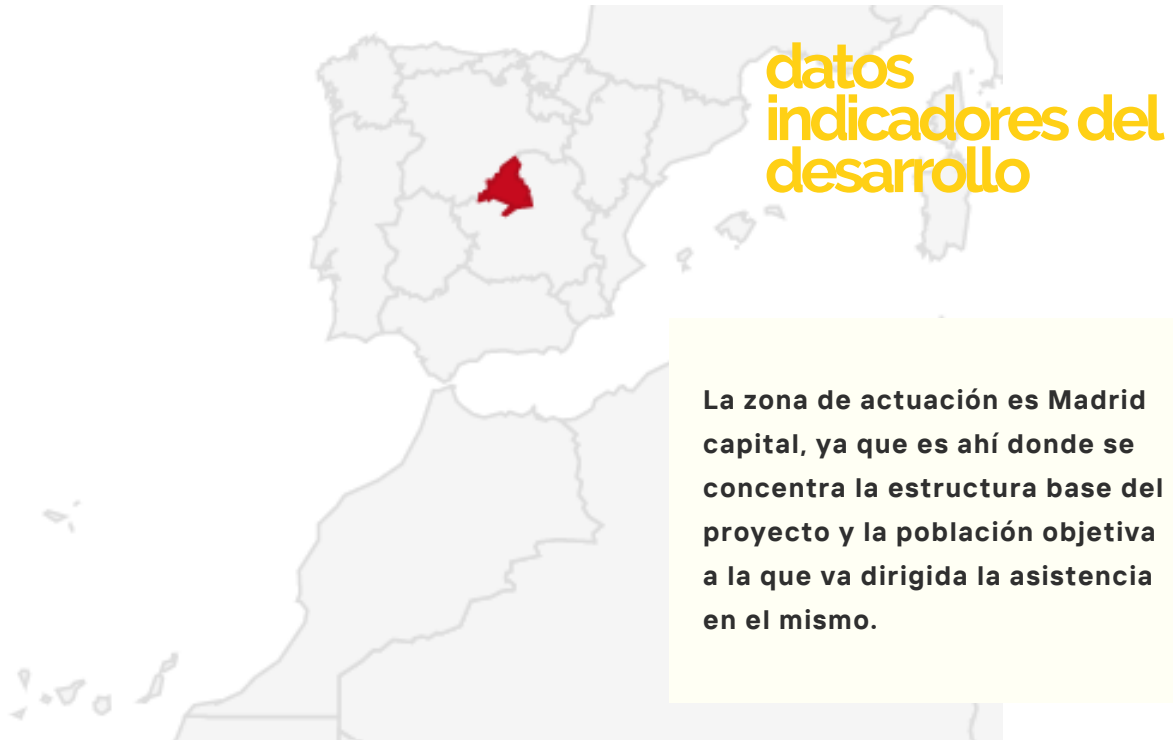 datos
indicadores del
desarrollo
La zona de actuación es Madrid
capital, ya que es ahí donde se
concentra la estructura base del
proyecto y la población objetiva
a la que va dirigida la asistencia
en el mismo.